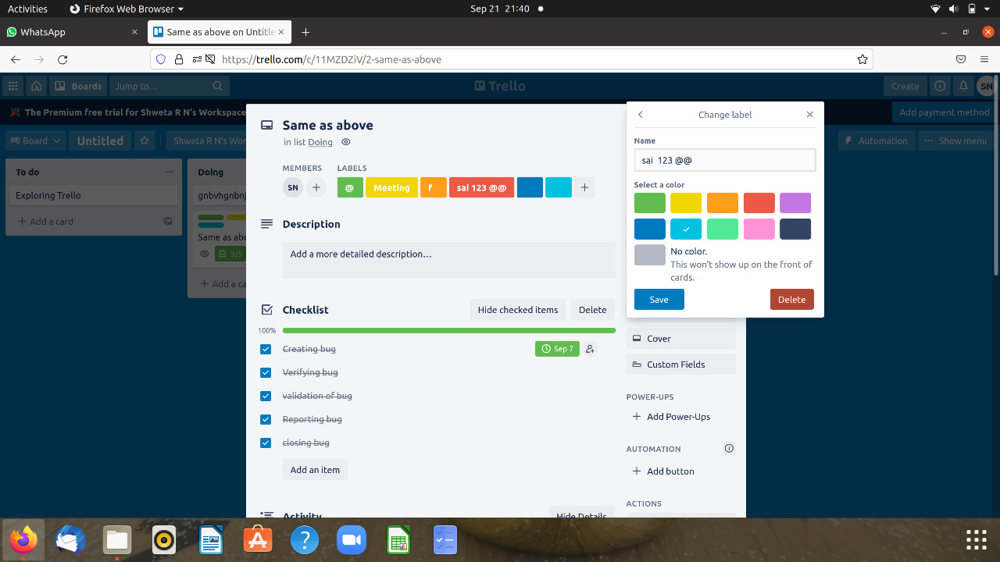 Activities
Firefox Web Browser
Sep 21 21:40
WhatsApp
Same as above on Untitle
https://trello.com/c/11MZDZiV/2-same-as-above
Boards
Jump to…
Trello
Create
SN
The Premium free trial for Shweta R N's Workspace
Add payment method
Board
Untitled
Shweta R N's Wor
Automation
Show menu
To do
Exploring Trello
Add a card
Doing
gnbvhgnbnj
Same as abo
5/5
Add a ca
Same as above
in list Doing
MEMBERS
LABELS
SN
@
Meeting
f
sai 123 @@
Description
Add a more detailed description…
Checklist
Hide checked items
Delete
100%
Creating bug
Sep 7
Verifying bug
validation of bug
Reporting bug
closing bug
Add an item
Activity
Hide Details
Change label
Name
sai  123 @@
Select a color
No color.
This won't show up on the front of
cards.
Save
Delete
Cover
Custom Fields
POWER-UPS
Add Power-Ups
AUTOMATION
Add button
ACTIONS